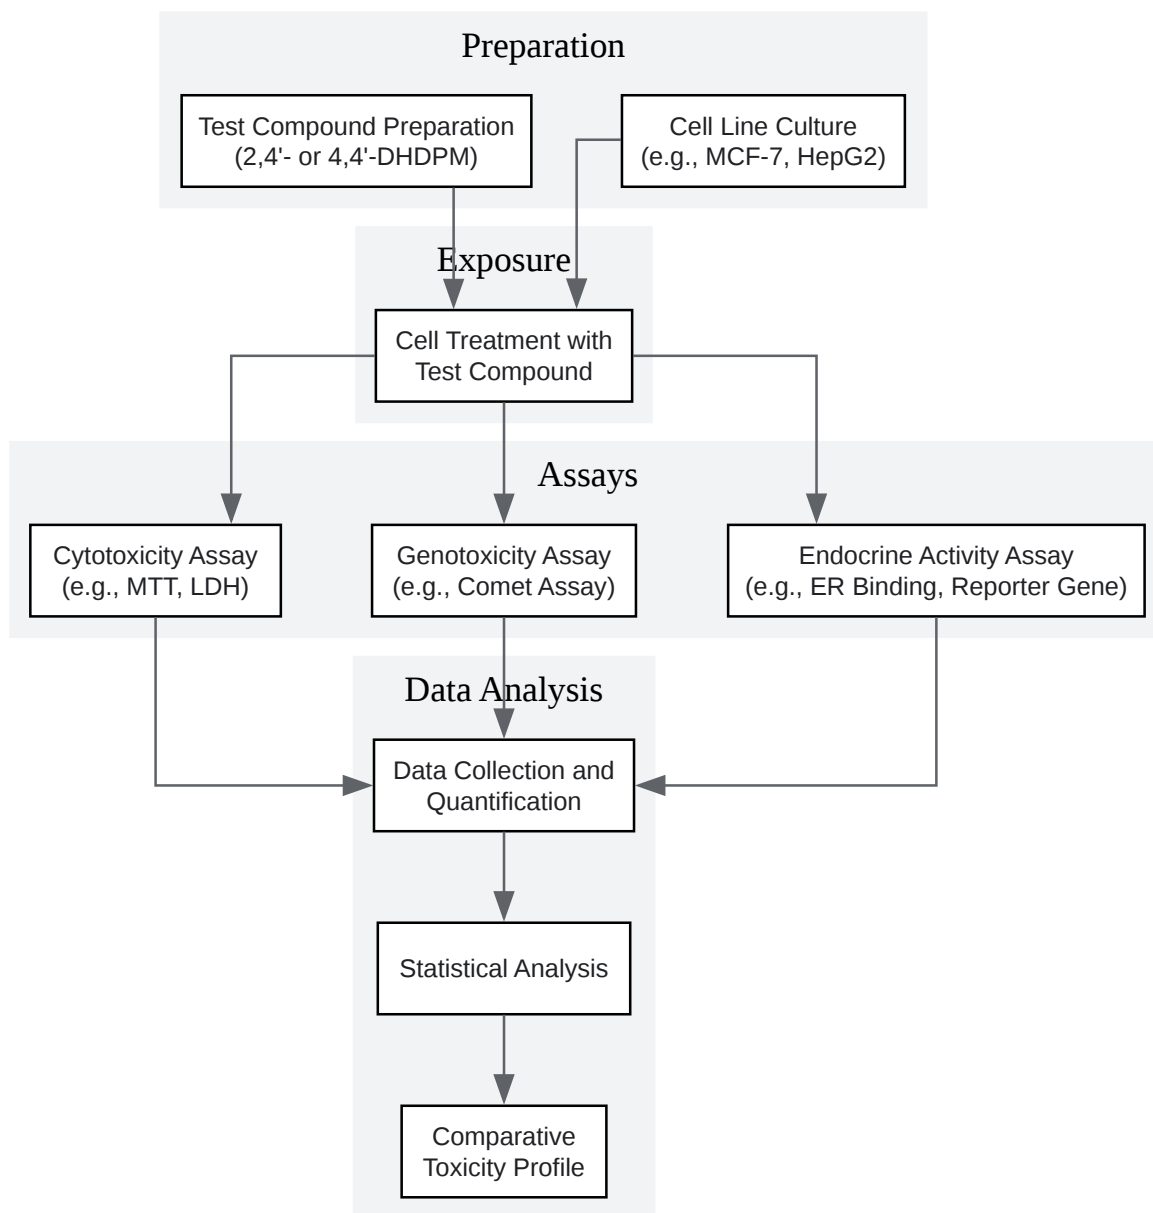 Preparation
Test Compound Preparation
(2,4'- or 4,4'-DHDPM)
Cell Line Culture
(e.g., MCF-7, HepG2)
Exposure
Cell Treatment with
Test Compound
Assays
Cytotoxicity Assay
(e.g., MTT, LDH)
Genotoxicity Assay
(e.g., Comet Assay)
Endocrine Activity Assay
(e.g., ER Binding, Reporter Gene)
Data Analysis
Data Collection and
Quantification
Statistical Analysis
Comparative
Toxicity Profile